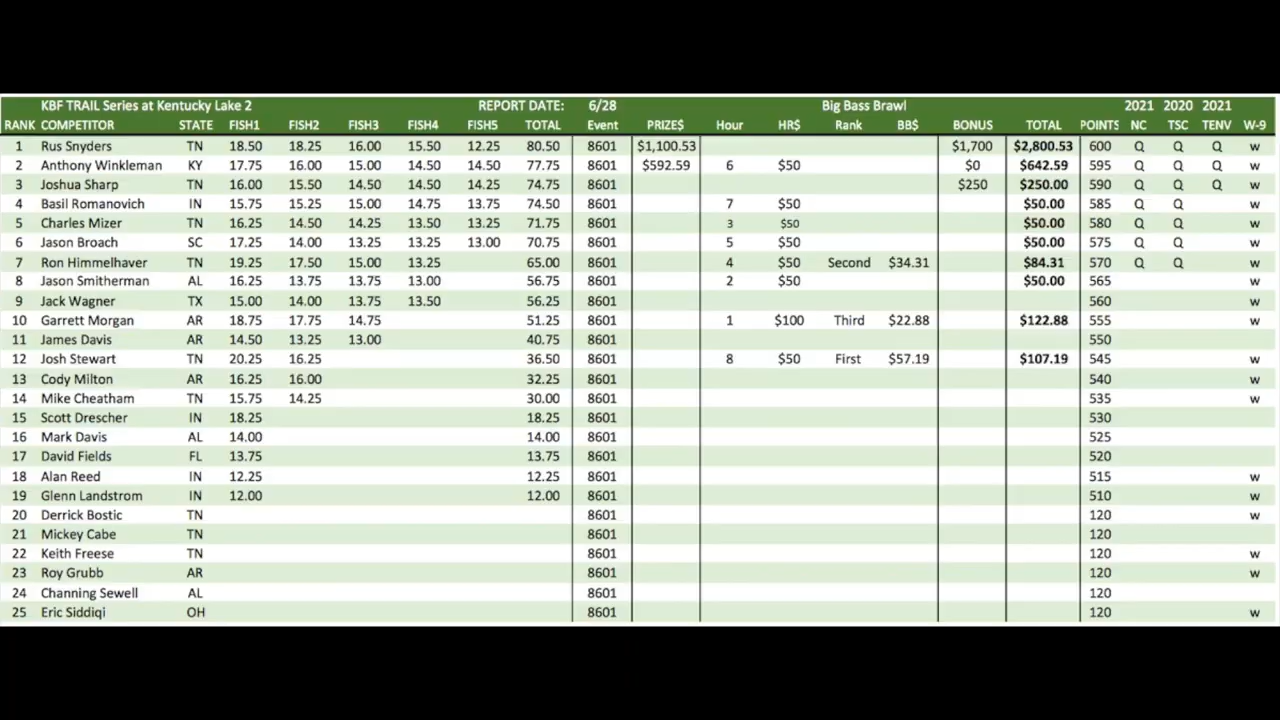 KBF TRAIL Series at Kentucky Lake 2 REPORT DATE: 6/28 Big Bass Brawl 2021 2020 2021
RANK COMPETITOR STATE FISH1 FISH2 FISH3 FISH4 FISH5 TOTAL Event PRIZE$ Hour HR$ Rank BB$ BONUS TOTAL POINTS NC TSC TENV W-9
1 Rus Snyders TN 18.50 18.25 16.00 15.50 12.25 80.50 8601 $1,100.53 $1,700 $2,800.53 600 Q Q Q w
2 Anthony Winkleman KY 17.75 16.00 15.00 14.50 14.50 77.75 8601 $592.59 6 $50 $0 $642.59 595 Q Q Q w
3 Joshua Sharp TN 16.00 15.50 14.50 14.50 14.25 74.75 8601 $250 $250.00 590 Q Q Q w
4 Basil Romanovich IN 15.75 15.25 15.00 14.75 13.75 74.50 8601 7 $50 $50.00 585 Q Q w
5 Charles Mizer TN 16.25 14.50 14.25 13.50 13.25 71.75 8601 3 $50 $50.00 580 Q Q w
6 Jason Broach SC 17.25 14.00 13.25 13.25 13.00 70.75 8601 5 $50 $50.00 575 Q Q w
7 Ron Himmelhaver TN 19.25 17.50 15.00 13.25 65.00 8601 4 $50 Second $34.31 $84.31 570 Q Q w
8 Jason Smitherman AL 16.25 13.75 13.75 13.00 56.75 8601 2 $50 $50.00 565 w
9 Jack Wagner TX 15.00 14.00 13.75 13.50 56.25 8601 560 w
10 Garrett Morgan AR 18.75 17.75 14.75 51.25 8601 1 $100 Third $22.88 $122.88 555 w
11 James Davis AR 14.50 13.25 13.00 40.75 8601 550
12 Josh Stewart TN 20.25 16.25 36.50 8601 8 $50 First $57.19 $107.19 545 w
13 Cody Milton AR 16.25 16.00 32.25 8601 540 w
14 Mike Cheatham TN 15.75 14.25 30.00 8601 535 w
15 Scott Drescher IN 18.25 18.25 8601 530
16 Mark Davis AL 14.00 14.00 8601 525
17 David Fields FL 13.75 13.75 8601 520
18 Alan Reed IN 12.25 12.25 8601 515 w
19 Glenn Landstrom IN 12.00 12.00 8601 510 w
20 Derrick Bostic TN 8601 120 w
21 Mickey Cabe TN 8601 120
22 Keith Freese TN 8601 120 w
23 Roy Grubb AR 8601 120 w
24 Channing Sewell AL 8601 120
25 Eric Siddiqi OH 8601 120 w